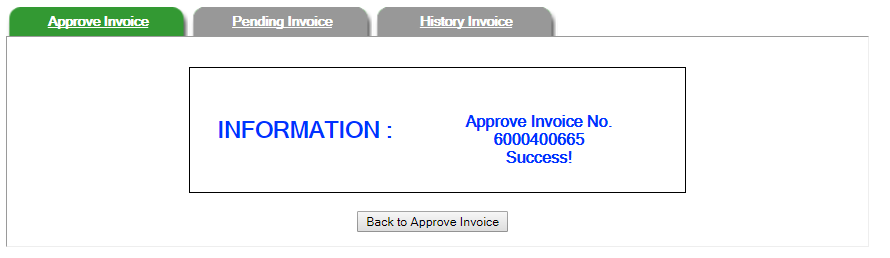 Approve Invoice
Pending Invoice
History Invoice
INFORMATION :
Approve Invoice No.
6000400665
Success!
Back to Approve Invoice